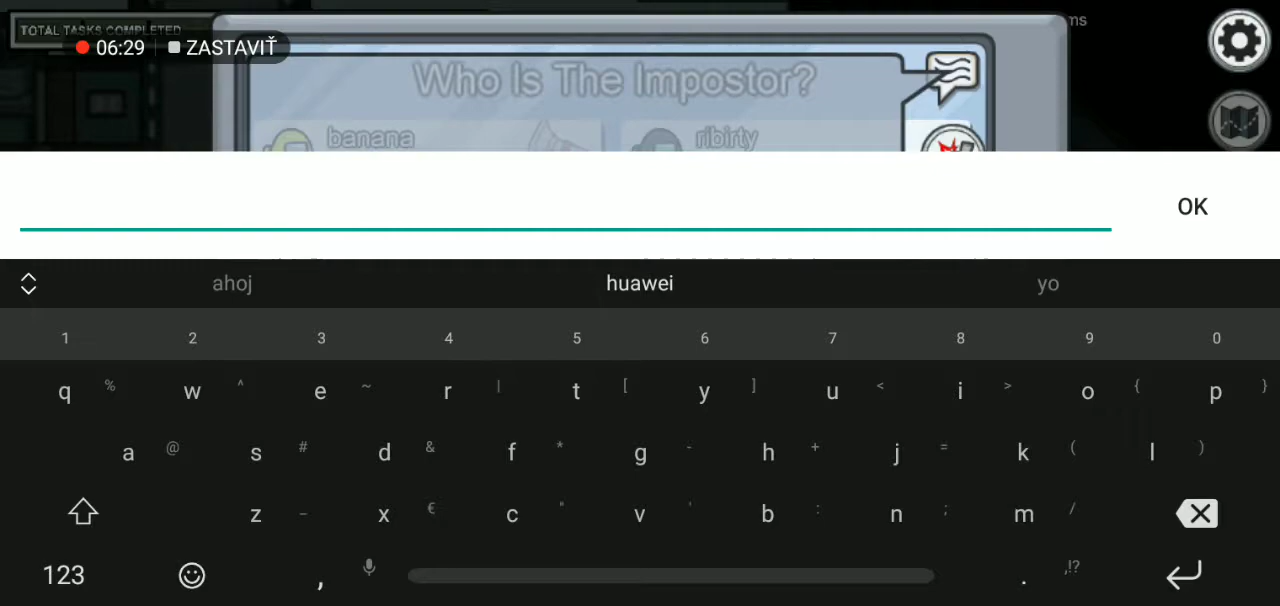 TOTAL TASKS COMPLETED
ms
06:29 ZASTAVIŤ
Who Is The Impostor?
banana ribirty
OK
ahoj huawei yo
1 2 3 4 5 6 7 8 9 0
q % w ^ e ~ r | t [ y ] u < i > o { p }
a @ s # d & f * g - h + j = k ( l )
z _ x € c " v ' b : n ; m /
123 , . ,!?